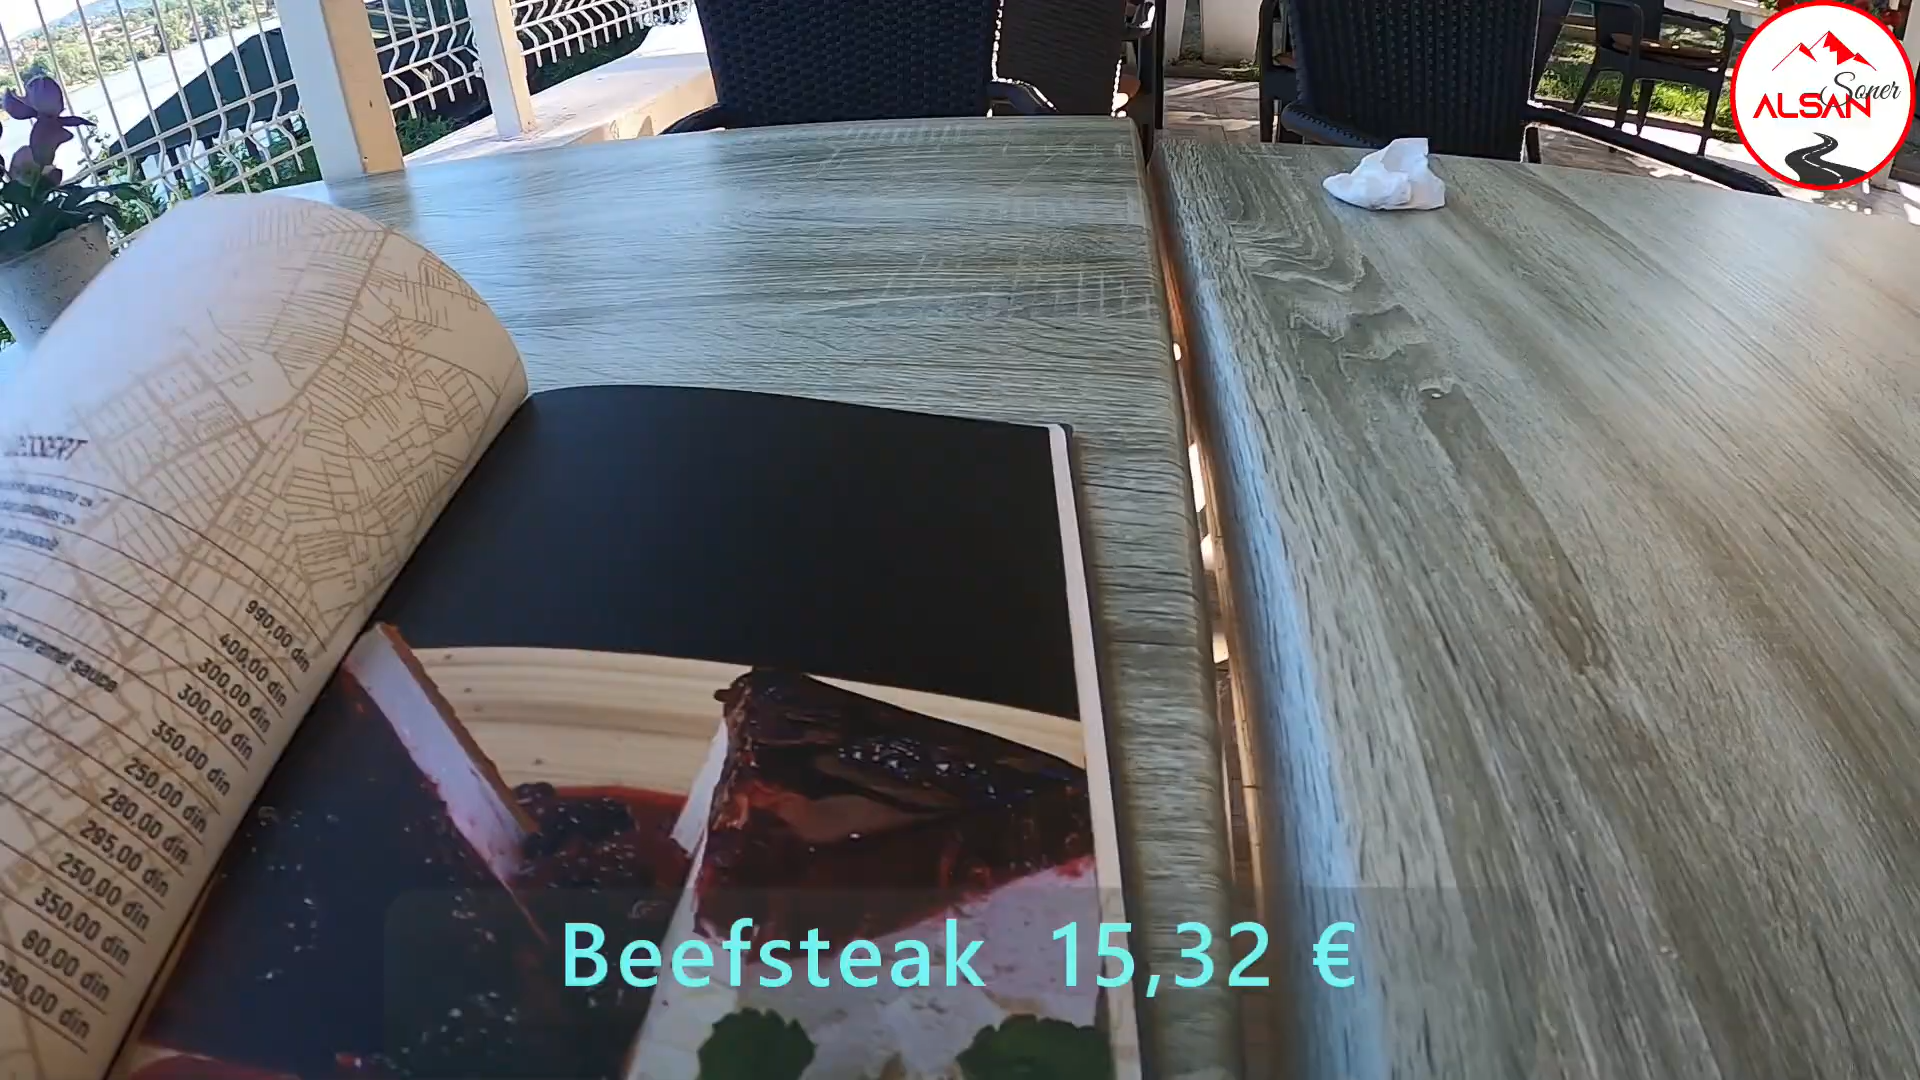 Soner
ALSAN
990,00 din
400,00 din
with caramel sauce
300,00 din
300,00 din
350,00 din
250,00 din
280,00 din
295,00 din
250,00 din
350,00 din
80,00 din
250,00 din
Beefsteak 15,32 €